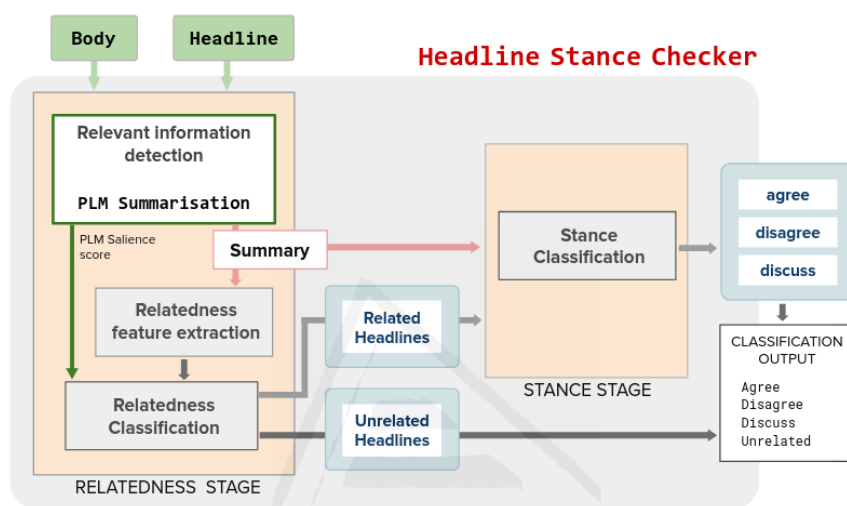 Body
Headline
Headline Stance Checker
Relevant information
detection
PLM Summarisation
PLM Salience
score
Summary
Relatedness
feature extraction
Relatedness
Classification
RELATEDNESS STAGE
Related
Headlines
Unrelated
Headlines
Stance
Classification
STANCE STAGE
agree
disagree
discuss
CLASSIFICATION
OUTPUT
Agree
Disagree
Discuss
Unrelated